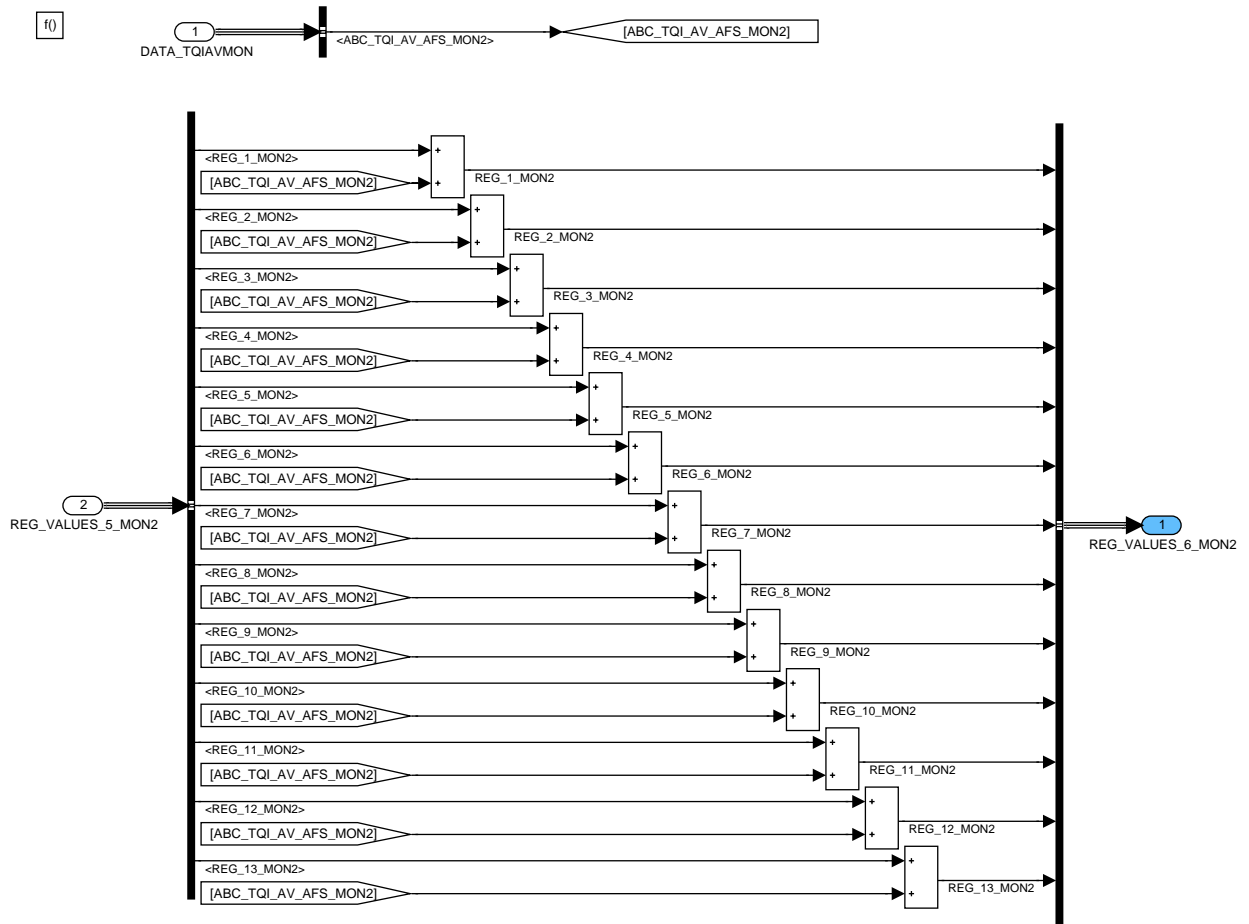 f()
1
DATA_TQIAVMON
<ABC_TQI_AV_AFS_MON2>
[ABC_TQI_AV_AFS_MON2]
+
<REG_1_MON2>
[ABC_TQI_AV_AFS_MON2]
+
REG_1_MON2
+
<REG_2_MON2>
[ABC_TQI_AV_AFS_MON2]
+
REG_2_MON2
+
<REG_3_MON2>
[ABC_TQI_AV_AFS_MON2]
+
REG_3_MON2
+
<REG_4_MON2>
[ABC_TQI_AV_AFS_MON2]
+
REG_4_MON2
+
<REG_5_MON2>
[ABC_TQI_AV_AFS_MON2]
+
REG_5_MON2
+
<REG_6_MON2>
[ABC_TQI_AV_AFS_MON2]
+
REG_6_MON2
2
REG_VALUES_5_MON2
+
<REG_7_MON2>
[ABC_TQI_AV_AFS_MON2]
+
REG_7_MON2
1
REG_VALUES_6_MON2
+
<REG_8_MON2>
[ABC_TQI_AV_AFS_MON2]
+
REG_8_MON2
+
<REG_9_MON2>
[ABC_TQI_AV_AFS_MON2]
+
REG_9_MON2
+
<REG_10_MON2>
[ABC_TQI_AV_AFS_MON2]
+
REG_10_MON2
+
<REG_11_MON2>
[ABC_TQI_AV_AFS_MON2]
+
REG_11_MON2
+
<REG_12_MON2>
[ABC_TQI_AV_AFS_MON2]
+
REG_12_MON2
+
<REG_13_MON2>
[ABC_TQI_AV_AFS_MON2]
+
REG_13_MON2